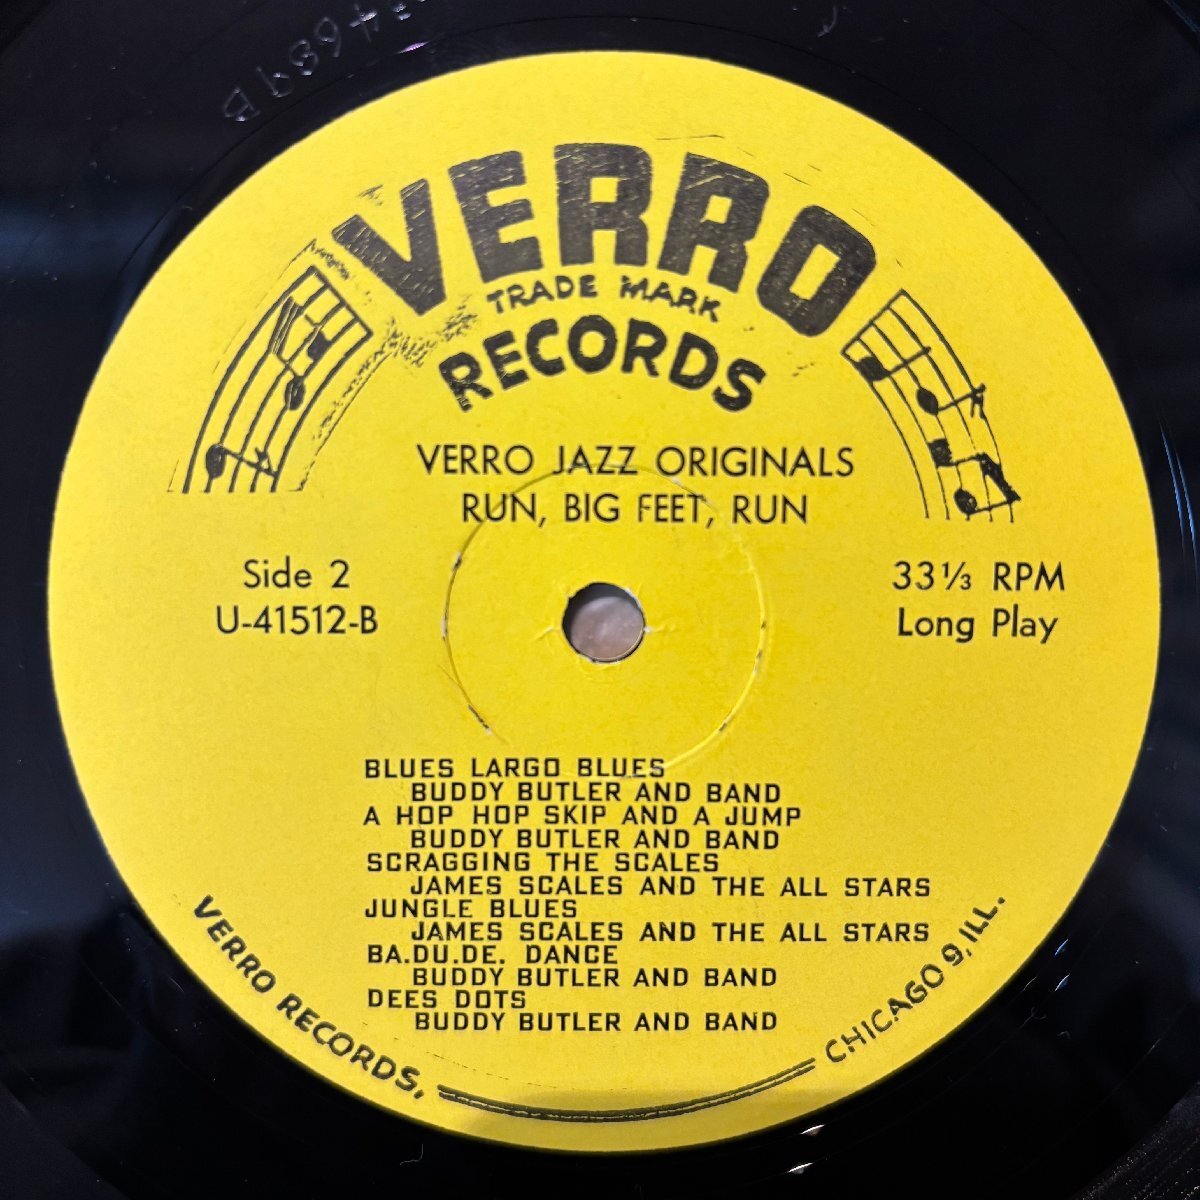 VERRO
TRADE MARK
RECORDS
VERRO JAZZ ORIGINALS
RUN, BIG FEET, RUN
Side 2
U-41512-B
33 1/3 RPM
Long Play
BLUES LARGO BLUES
BUDDY BUTLER AND BAND
A HOP HOP SKIP AND A JUMP
BUDDY BUTLER AND BAND
SCRAGGING THE SCALES
JAMES SCALES AND THE ALL STARS
JUNGLE BLUES
JAMES SCALES AND THE ALL STARS
BA.DU.DE. DANCE
BUDDY BUTLER AND BAND
DEES DOTS
BUDDY BUTLER AND BAND
VERRO RECORDS, CHICAGO 9, ILL.